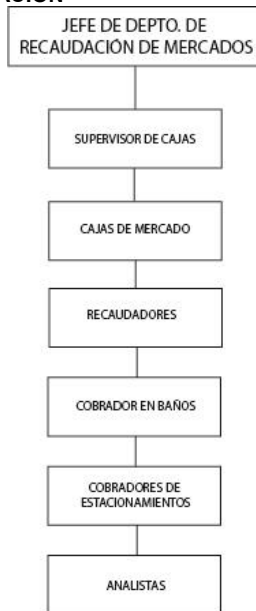 JEFE DE DEPTO. DE
RECAUDACIÓN DE MERCADOS
SUPERVISOR DE CAJAS
CAJAS DE MERCADO
RECAUDADORES
COBRADOR EN BAÑOS
COBRADORES DE
ESTACIONAMIENTOS
ANALISTAS